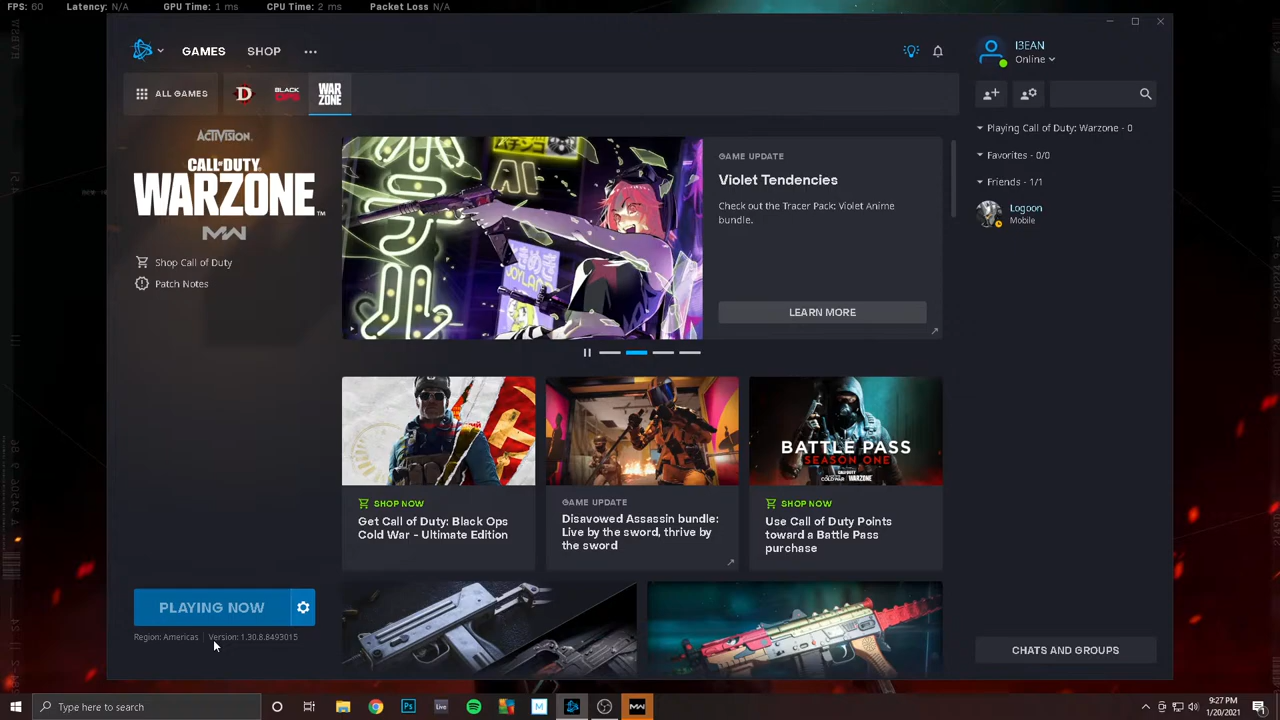 FPS: 60 Latency: N/A GPU Time: 1 ms CPU Time: 2 ms Packet Loss N/A
GAMES SHOP ...
I3EAN
Online
ALL GAMES
D
BLACK OPS
WAR
ZONE
ACTIVISION
CALL OF DUTY
WARZONE™
MW
Shop Call of Duty
Patch Notes
GAME UPDATE
Violet Tendencies
Check out the Tracer Pack: Violet Anime
bundle.
LEARN MORE
Playing Call of Duty: Warzone - 0
Favorites - 0/0
Friends - 1/1
Logoon
Mobile
SHOP NOW
Get Call of Duty: Black Ops
Cold War - Ultimate Edition
GAME UPDATE
Disavowed Assassin bundle:
Live by the sword, thrive by
the sword
BATTLE PASS
SEASON ONE
SHOP NOW
Use Call of Duty Points
toward a Battle Pass
purchase
PLAYING NOW
Region: Americas Version: 1.30.8.8493015
CHATS AND GROUPS
Type here to search
Ps
Live
M
MW
9:27 PM
1/20/2021